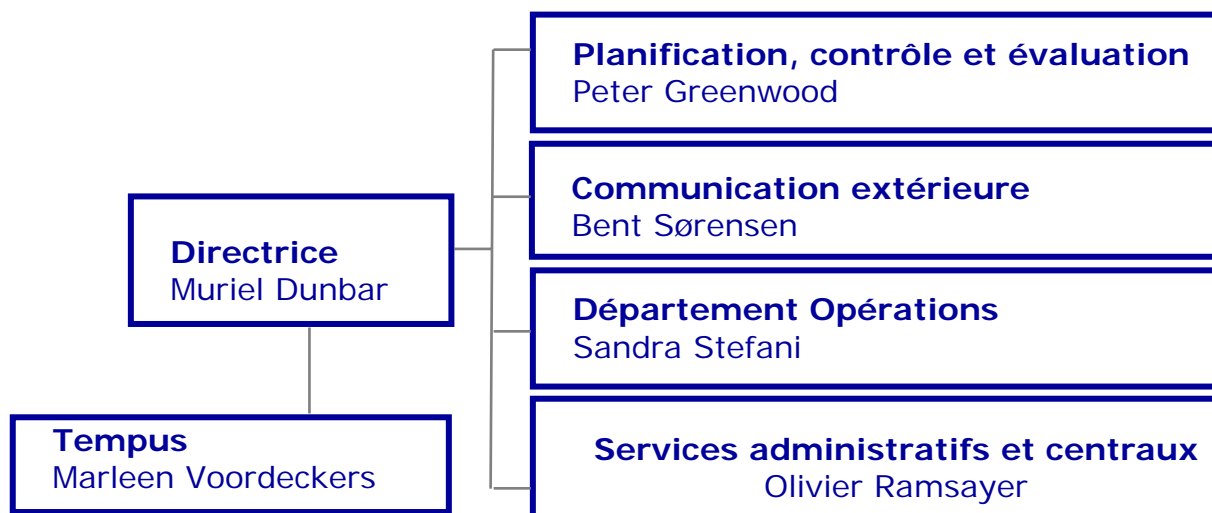 Planification, contrôle et évaluation
Peter Greenwood
Communication extérieure
Bent Sørensen
Directrice
Muriel Dunbar
Département Opérations
Sandra Stefani
Tempus
Marleen Voordeckers
Services administratifs et centraux
Olivier Ramsayer